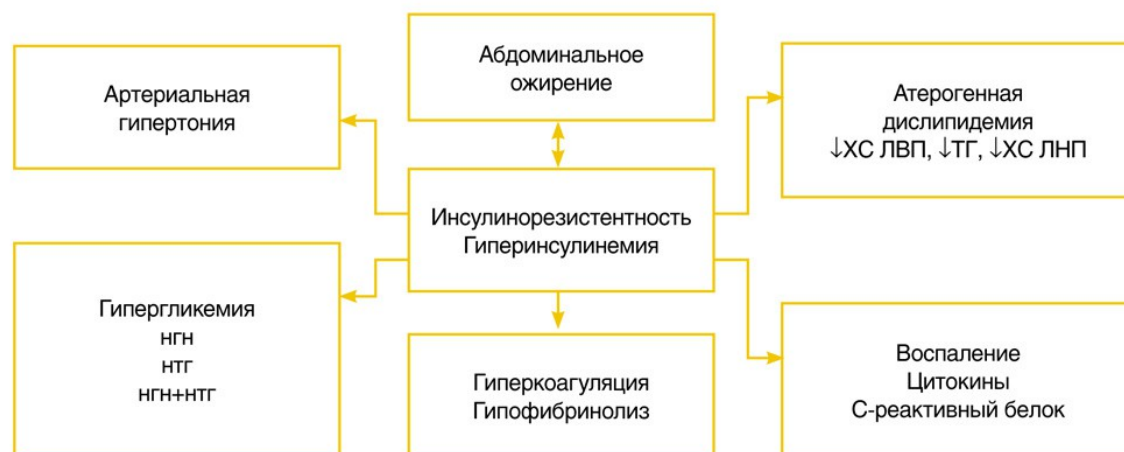 Артериальная
гипертония
Абдоминальное
ожирение
Атерогенная
дислипидемия
↓ХС ЛВП, ↓ТГ, ↓ХС ЛНП
Инсулинорезистентность
Гиперинсулинемия
Гипергликемия
нгн
нтг
нгн+нтг
Гиперкоагуляция
Гипофибринолиз
Воспаление
Цитокины
С-реактивный белок